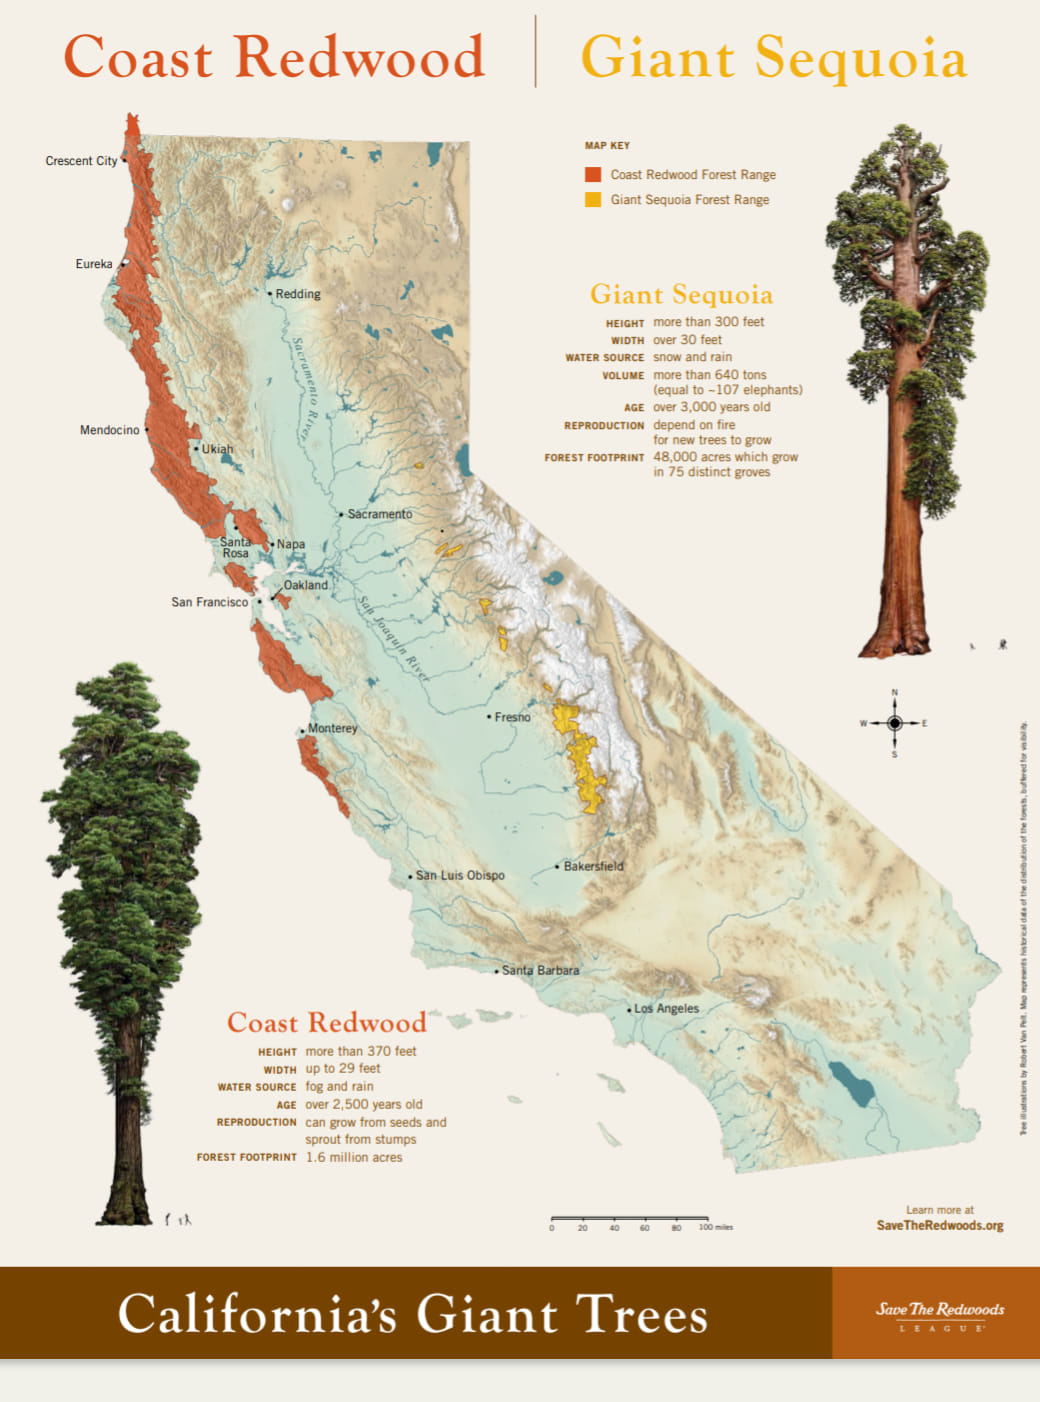 Coast Redwood
Giant Sequoia
MAP KEY
Coast Redwood Forest Range
Giant Sequoia Forest Range
Crescent City
Eureka
Redding
Sacramento River
Mendocino
Ukiah
Sacramento
Santa
Rosa
Napa
Oakland
San Francisco
San Joaquin River
Fresno
Monterey
San Luis Obispo
Bakersfield
Santa Barbara
Los Angeles
Giant Sequoia
HEIGHT more than 300 feet
WIDTH over 30 feet
WATER SOURCE snow and rain
VOLUME more than 640 tons
(equal to ~107 elephants)
AGE over 3,000 years old
REPRODUCTION depend on fire
for new trees to grow
FOREST FOOTPRINT 48,000 acres which grow
in 75 distinct groves
N
W E
S
Tree illustrations by Robert Van Pelt. Map represents historical data of the distribution of the forests, buffered for visibility.
Coast Redwood
HEIGHT more than 370 feet
WIDTH up to 29 feet
WATER SOURCE fog and rain
AGE over 2,500 years old
REPRODUCTION can grow from seeds and
sprout from stumps
FOREST FOOTPRINT 1.6 million acres
0 20 40 60 80 100 miles
Learn more at
SaveTheRedwoods.org
California's Giant Trees
Save The Redwoods
LEAGUE